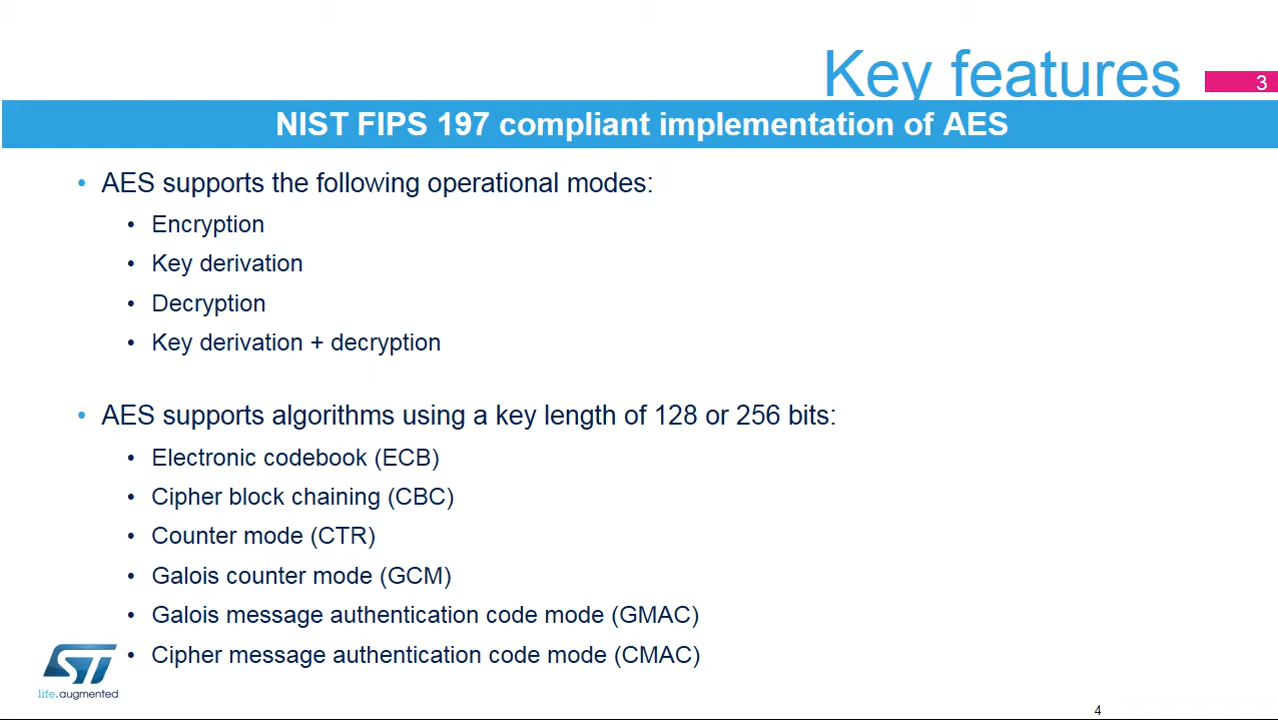 Key features
3
NIST FIPS 197 compliant implementation of AES
• AES supports the following operational modes:
• Encryption
• Key derivation
• Decryption
• Key derivation + decryption
• AES supports algorithms using a key length of 128 or 256 bits:
• Electronic codebook (ECB)
• Cipher block chaining (CBC)
• Counter mode (CTR)
• Galois counter mode (GCM)
• Galois message authentication code mode (GMAC)
• Cipher message authentication code mode (CMAC)
ST
life.augmented
4